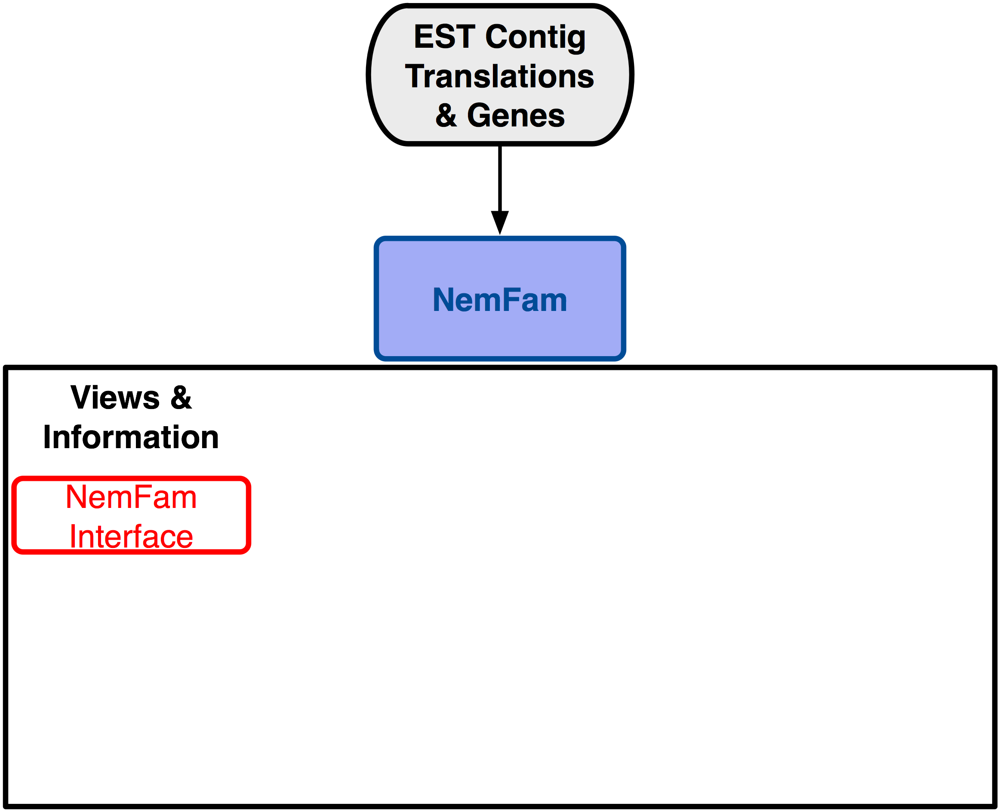 EST Contig
Translations
& Genes
NemFam
Views &
Information
NemFam
Interface